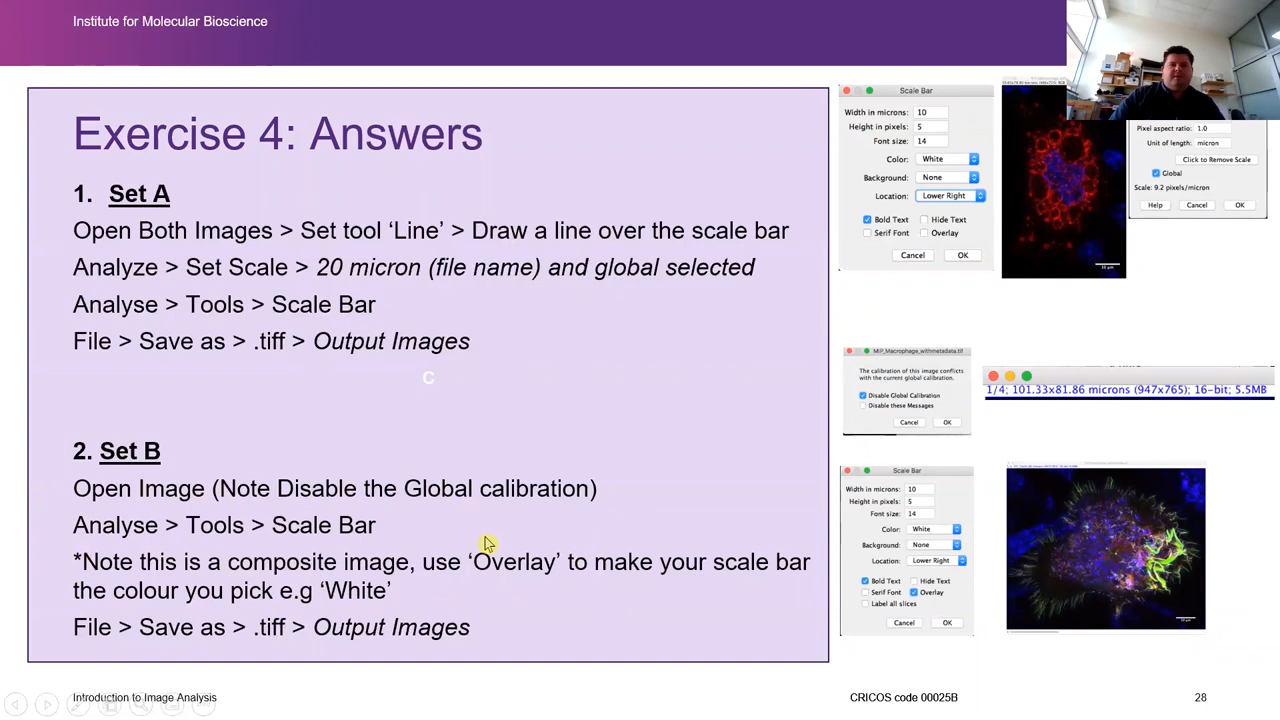 Institute for Molecular Bioscience
Exercise 4: Answers
1. Set A
Open Both Images > Set tool ‘Line’ > Draw a line over the scale bar
Analyze > Set Scale > 20 micron (file name) and global selected
Analyse > Tools > Scale Bar
File > Save as > .tiff > Output Images
C
2. Set B
Open Image (Note Disable the Global calibration)
Analyse > Tools > Scale Bar
*Note this is a composite image, use ‘Overlay’ to make your scale bar
the colour you pick e.g ‘White’
File > Save as > .tiff > Output Images
Scale Bar
Width in microns: 10
Height in pixels: 5
Font size: 14
Color: White
Background: None
Location: Lower Right
Bold Text Hide Text
Serif Font Overlay
Cancel OK
Pixel aspect ratio: 1.0
Unit of length: micron
Click to Remove Scale
Global
Scale: 9.2 pixels/micron
Help Cancel OK
MIP_Macrophage_withmetadata.tif
The calibration of this image conflicts
with the current global calibration.
Disable Global Calibration
Disable these Messages
Cancel OK
1/4; 101.33x81.86 microns (947x765); 16-bit; 5.5MB
Scale Bar
Width in microns: 10
Height in pixels: 5
Font size: 14
Color: White
Background: None
Location: Lower Right
Bold Text Hide Text
Serif Font Overlay
Label all slices
Cancel OK
Introduction to Image Analysis
CRICOS code 00025B
28